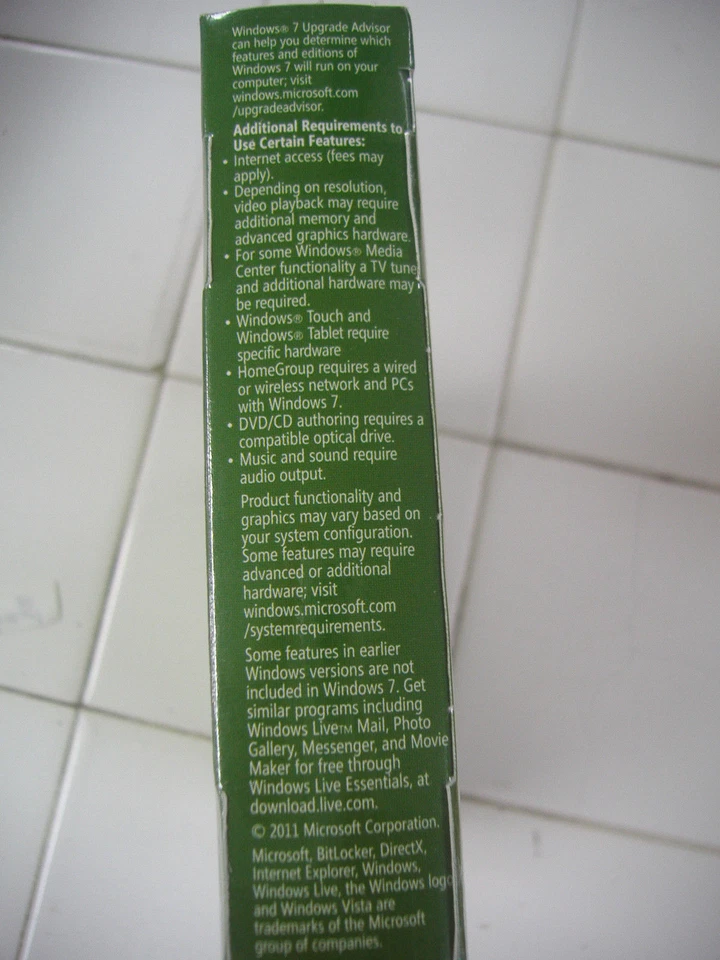 Windows® 7 Upgrade Advisor
can help you determine which
features and editions of
Windows 7 will run on your
computer; visit
windows.microsoft.com
/upgradeadvisor.
Additional Requirements to
Use Certain Features:
• Internet access (fees may
apply).
• Depending on resolution,
video playback may require
additional memory and
advanced graphics hardware.
• For some Windows® Media
Center functionality a TV tune
and additional hardware may
be required.
• Windows® Touch and
Windows® Tablet require
specific hardware
• HomeGroup requires a wired
or wireless network and PCs
with Windows 7.
• DVD/CD authoring requires a
compatible optical drive.
• Music and sound require
audio output.
Product functionality and
graphics may vary based on
your system configuration.
Some features may require
advanced or additional
hardware; visit
windows.microsoft.com
/systemrequirements.
Some features in earlier
Windows versions are not
included in Windows 7. Get
similar programs including
Windows Live™ Mail, Photo
Gallery, Messenger, and Movie
Maker for free through
Windows Live Essentials, at
download.live.com.
© 2011 Microsoft Corporation.
Microsoft, BitLocker, DirectX,
Internet Explorer, Windows,
Windows Live, the Windows logo
and Windows Vista are
trademarks of the Microsoft
group of companies.